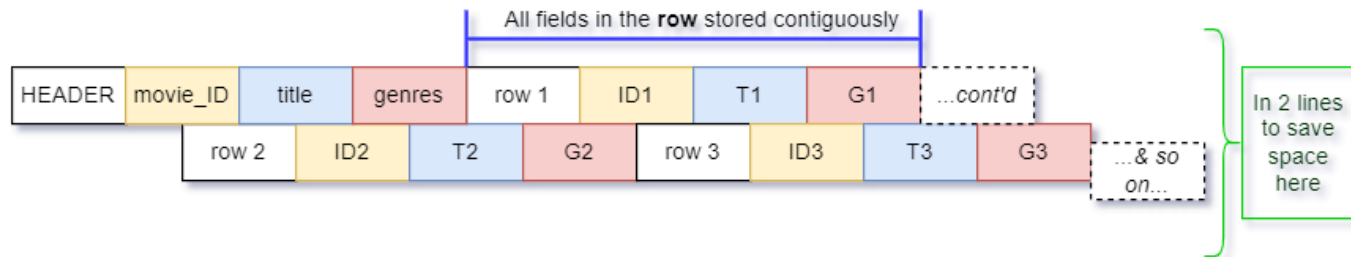 All fields in the row stored contiguously
HEADER movie_ID title genres row 1 ID1 T1 G1 ...cont'd
row 2 ID2 T2 G2 row 3 ID3 T3 G3 ...& so
on...
In 2 lines
to save
space
here